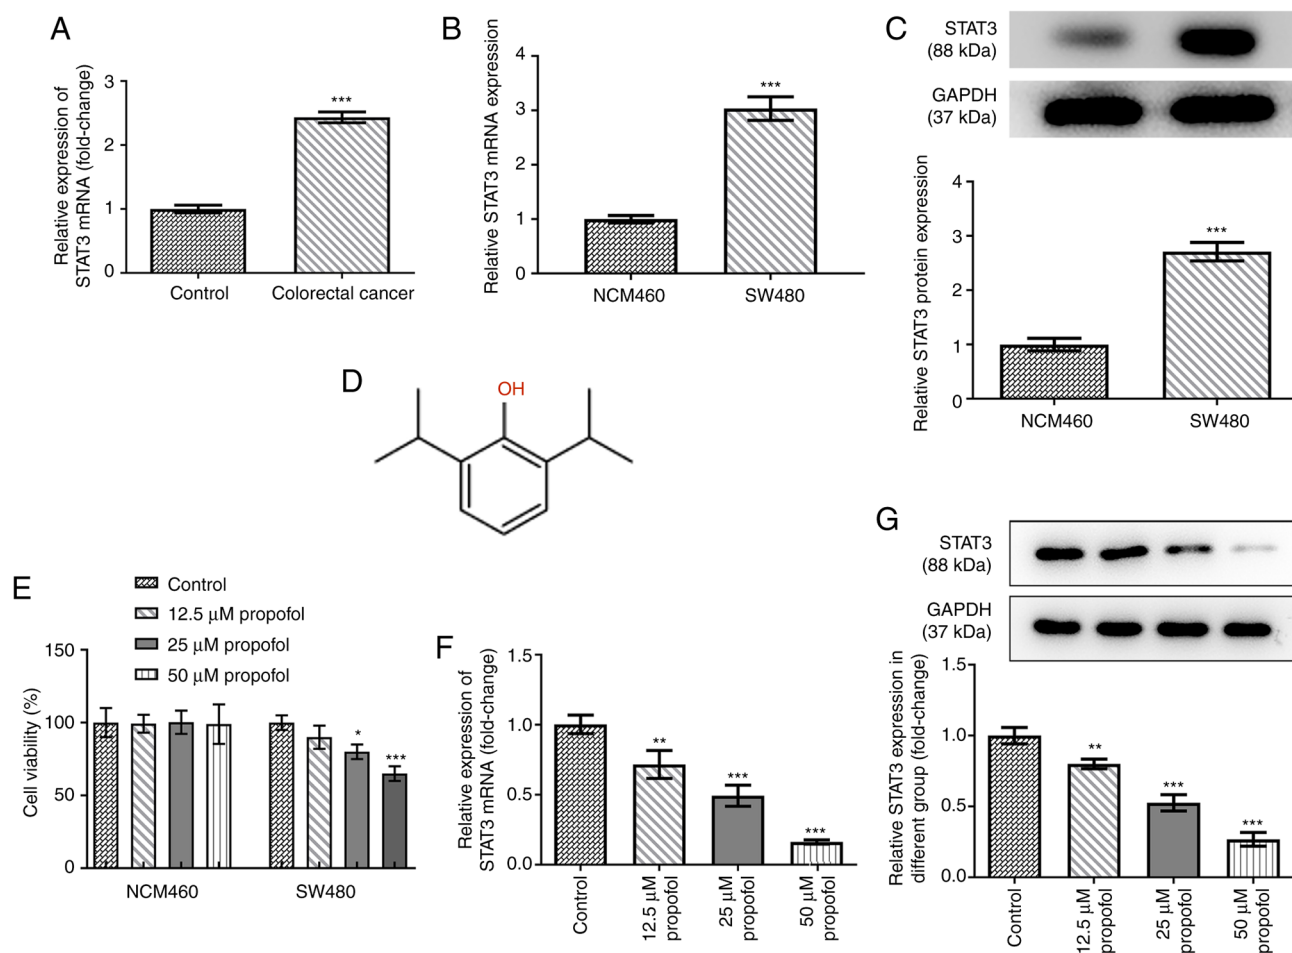 A
Relative expression of
STAT3 mRNA (fold-change)
3
2
1
0
***
Control
Colorectal cancer
B
Relative STAT3 mRNA expression
4
3
2
1
0
***
NCM460
SW480
C
STAT3
(88 kDa)
GAPDH
(37 kDa)
Relative STAT3 protein expression
4
3
2
1
0
***
NCM460
SW480
D
OH
E
Control
12.5 μM propofol
25 μM propofol
50 μM propofol
Cell viability (%)
150
100
50
0
*
***
NCM460
SW480
F
Relative expression of
STAT3 mRNA (fold-change)
1.5
1.0
0.5
0.0
**
***
***
Control
12.5 μM
propofol
25 μM
propofol
50 μM
propofol
G
STAT3
(88 kDa)
GAPDH
(37 kDa)
Relative STAT3 expression in
different group (fold-change)
1.5
1.0
0.5
0.0
**
***
***
Control
12.5 μM
propofol
25 μM
propofol
50 μM
propofol